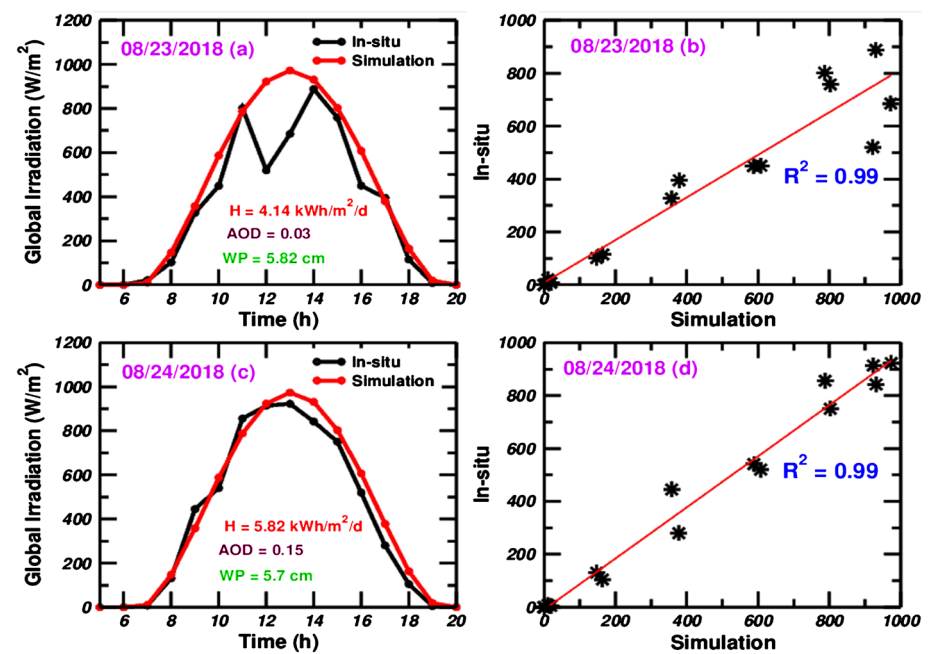 1200
1000
800
600
400
200
0
Global Irradiation (W/m²)
08/23/2018 (a)
In-situ
Simulation
H = 4.14 kWh/m²/d
AOD = 0.03
WP = 5.82 cm
6 8 10 12 14 16 18 20
Time (h)
1000
800
600
400
200
0
In-situ
08/23/2018 (b)
R² = 0.99
0 200 400 600 800 1000
Simulation
1200
1000
800
600
400
200
0
Global Irradiation (W/m²)
08/24/2018 (c)
In-situ
Simulation
H = 5.82 kWh/m²/d
AOD = 0.15
WP = 5.7 cm
6 8 10 12 14 16 18 20
Time (h)
1000
800
600
400
200
0
In-situ
08/24/2018 (d)
R² = 0.99
0 200 400 600 800 1000
Simulation